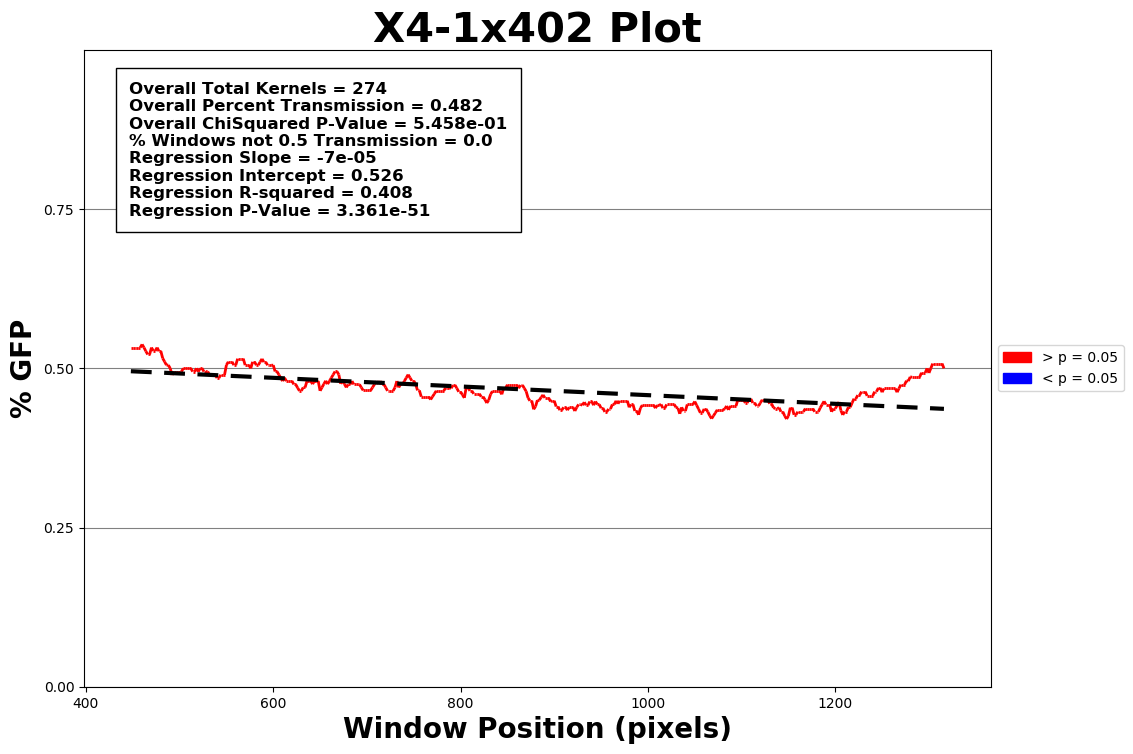 X4-1x402 Plot
Overall Total Kernels = 274
Overall Percent Transmission = 0.482
Overall ChiSquared P-Value = 5.458e-01
% Windows not 0.5 Transmission = 0.0
Regression Slope = -7e-05
Regression Intercept = 0.526
Regression R-squared = 0.408
Regression P-Value = 3.361e-51
% GFP
0.75
0.50
0.25
0.00
> p = 0.05
< p = 0.05
400 600 800 1000 1200
Window Position (pixels)